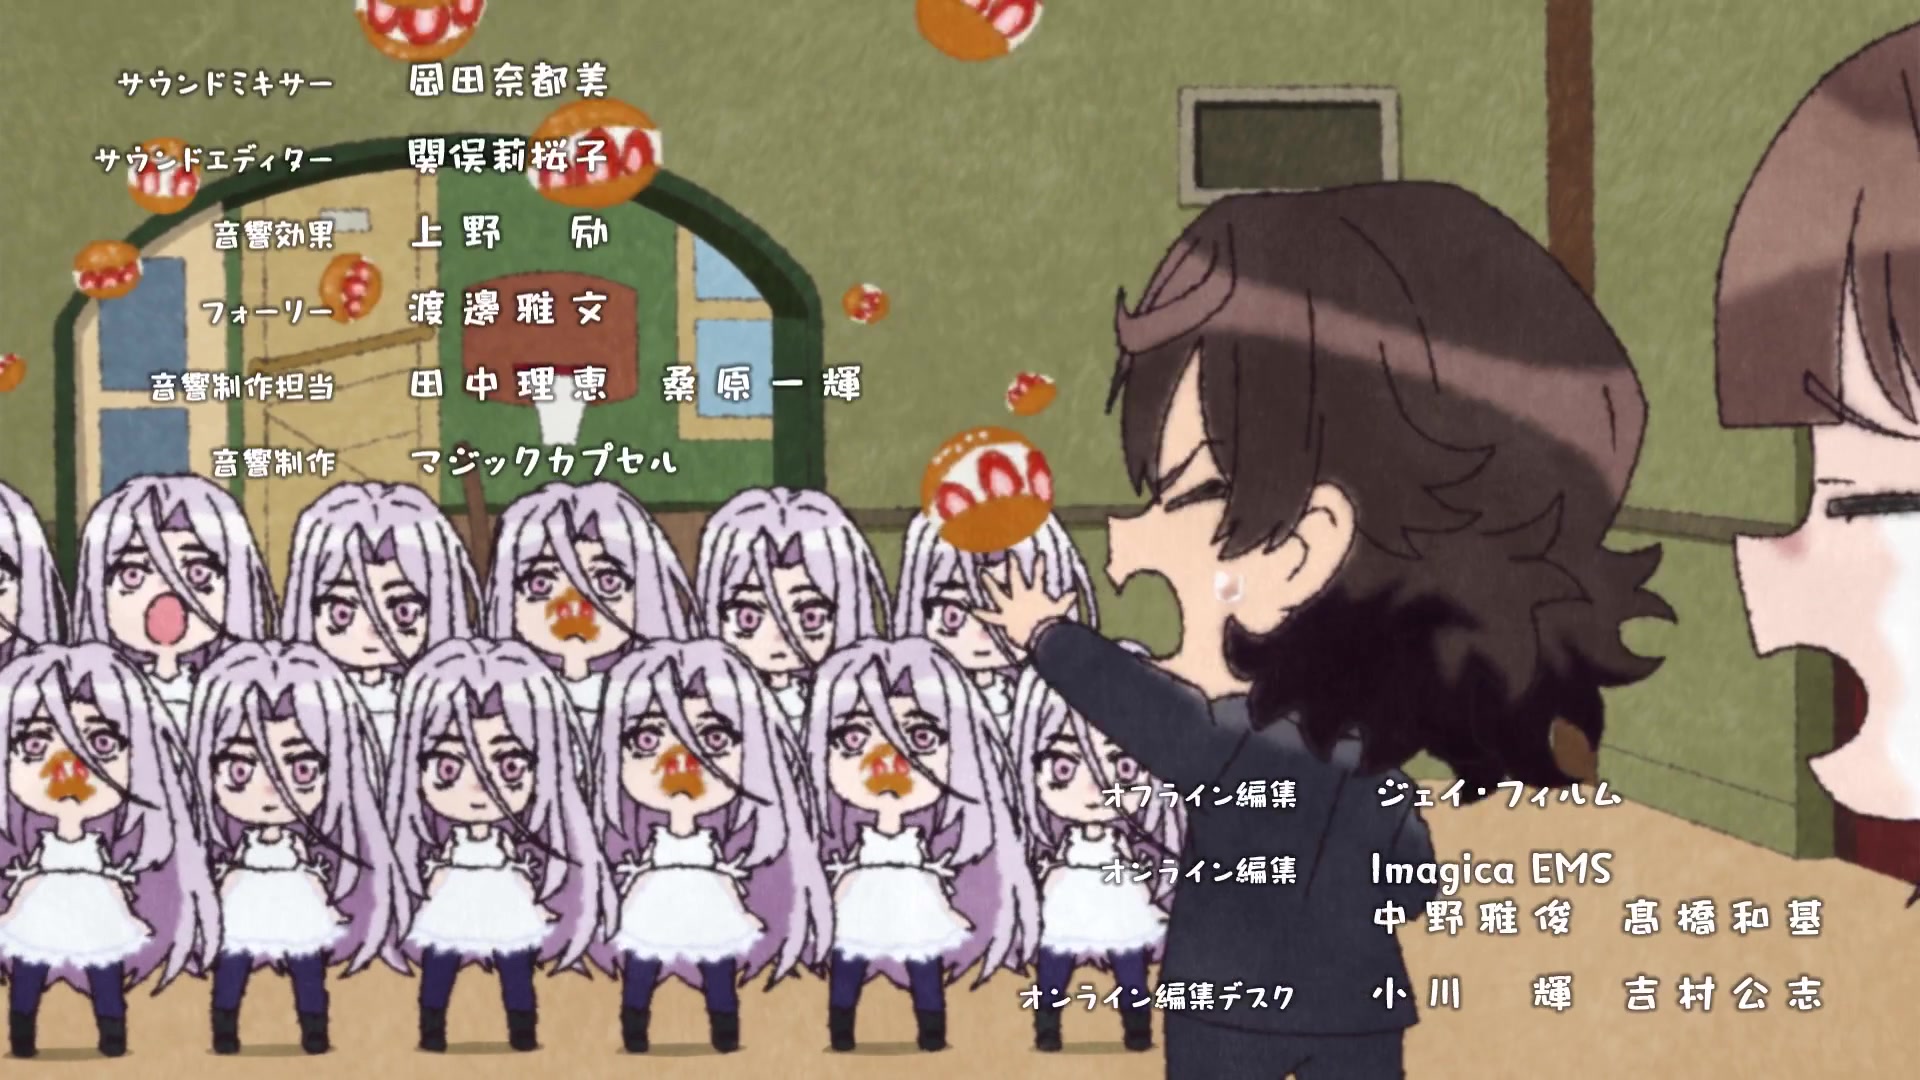 サウンドミキサー 岡田奈都美
サウンドエディター 関俣莉桜子
音響効果 上野 励
フォーリー 渡邊雅文
音響制作担当 田中理恵 桑原一輝
音響制作 マジックカプセル
オフライン編集 ジェイ・フィルム
オンライン編集 Imagica EMS
中野雅俊 髙橋和基
オンライン編集デスク 小川 輝 吉村公志